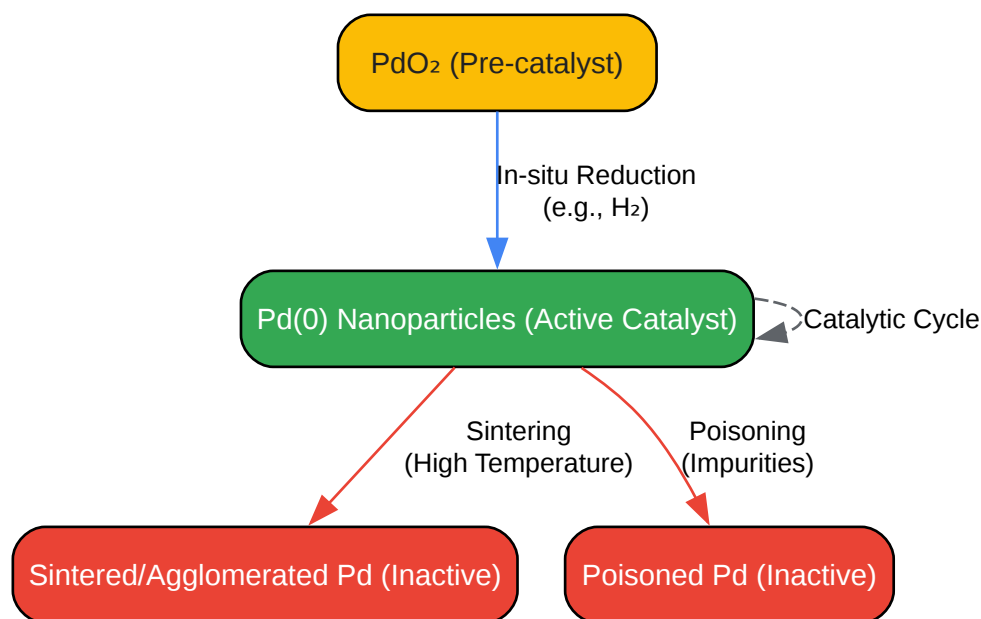 PdO₂ (Pre-catalyst)
In-situ Reduction
(e.g., H₂)
Pd(0) Nanoparticles (Active Catalyst)
Catalytic Cycle
Sintering
(High Temperature)
Poisoning
(Impurities)
Sintered/Agglomerated Pd (Inactive)
Poisoned Pd (Inactive)